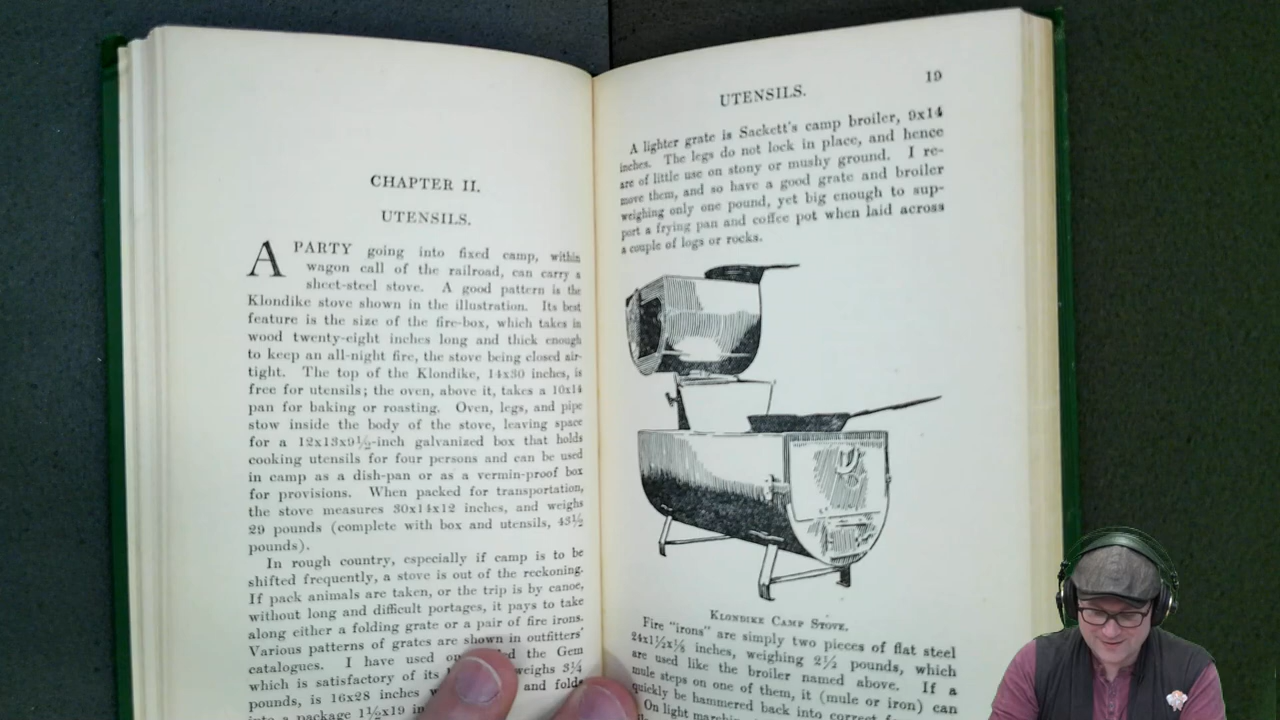 CHAPTER II.
UTENSILS.
A PARTY going into fixed camp, within
wagon call of the railroad, can carry a
sheet-steel stove. A good pattern is the
Klondike stove shown in the illustration. Its best
feature is the size of the fire-box, which takes in
wood twenty-eight inches long and thick enough
to keep an all-night fire, the stove being closed air-
tight. The top of the Klondike, 14x30 inches, is
free for utensils; the oven, above it, takes a 10x14
pan for baking or roasting. Oven, legs, and pipe
stow inside the body of the stove, leaving space
for a 12x13x9½-inch galvanized box that holds
cooking utensils for four persons and can be used
in camp as a dish-pan or as a vermin-proof box
for provisions. When packed for transportation,
the stove measures 30x14x12 inches, and weighs
29 pounds (complete with box and utensils, 43½
pounds).
In rough country, especially if camp is to be
shifted frequently, a stove is out of the reckoning.
If pack animals are taken, or the trip is by canoe,
without long and difficult portages, it pays to take
along either a folding grate or a pair of fire irons.
Various patterns of grates are shown in outfitters'
catalogues. I have used the Gem
which is satisfactory of its weighs 3¼
pounds, is 16x28 inches and folds
into a package 1½x19 in
UTENSILS. 19
A lighter grate is Sackett's camp broiler, 9x14
inches. The legs do not lock in place, and hence
are of little use on stony or mushy ground. I re-
move them, and so have a good grate and broiler
weighing only one pound, yet big enough to sup-
port a frying pan and coffee pot when laid across
a couple of logs or rocks.
KLONDIKE CAMP STOVE.
Fire "irons" are simply two pieces of flat steel
24x1½x⅛ inches, weighing 2½ pounds, which
are used like the broiler named above. If a
mule steps on one of them, it (mule or iron) can
quickly be hammered back into correct
On light